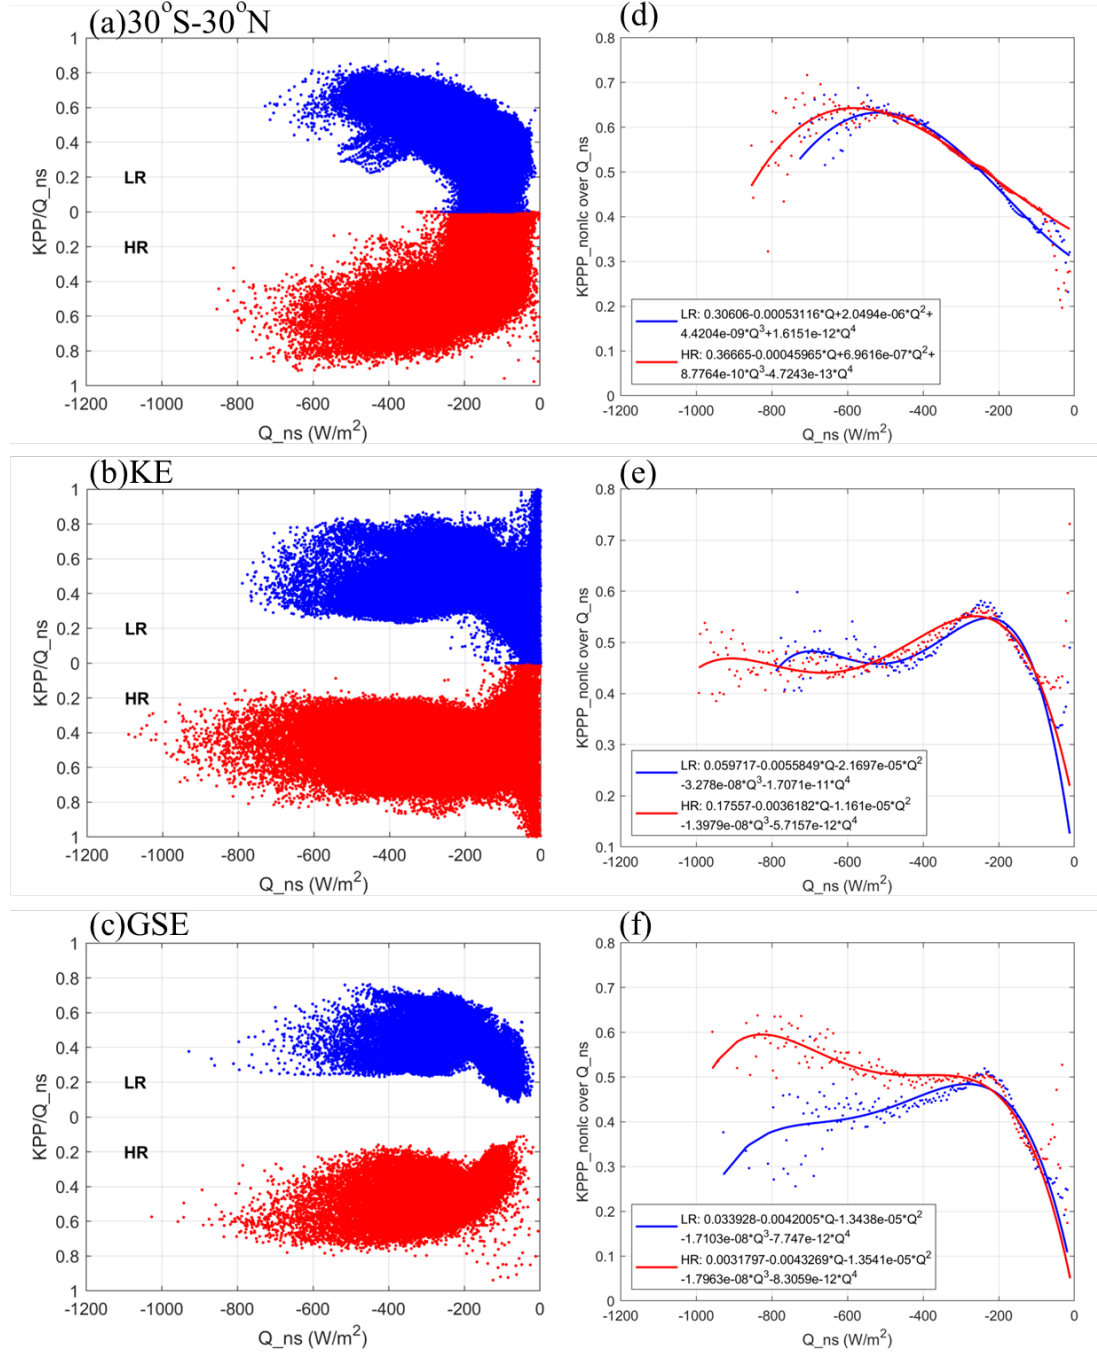 (a)30°S-30°N
1
0.8
0.6
0.4
0.2
0
0.2
0.4
0.6
0.8
1
KPP/Q_ns
LR
HR
-1200 -1000 -800 -600 -400 -200 0
Q_ns (W/m²)
(d)
0.8
0.7
0.6
0.5
0.4
0.3
0.2
0.1
0
KPPP_nonlc over Q_ns
LR: 0.30606-0.00053116*Q+2.0494e-06*Q²+
4.4204e-09*Q³+1.6151e-12*Q⁴
HR: 0.36665-0.00045965*Q+6.9616e-07*Q²+
8.7764e-10*Q³-4.7243e-13*Q⁴
-1200 -1000 -800 -600 -400 -200 0
Q_ns (W/m²)
(b)KE
1
0.8
0.6
0.4
0.2
0
0.2
0.4
0.6
0.8
1
KPP/Q_ns
LR
HR
-1200 -1000 -800 -600 -400 -200 0
Q_ns (W/m²)
(e)
0.8
0.7
0.6
0.5
0.4
0.3
0.2
0.1
KPPP_nonlc over Q_ns
LR: 0.059717-0.0055849*Q-2.1697e-05*Q²
-3.278e-08*Q³-1.7071e-11*Q⁴
HR: 0.17557-0.0036182*Q-1.161e-05*Q²
-1.3979e-08*Q³-5.7157e-12*Q⁴
-1200 -1000 -800 -600 -400 -200 0
Q_ns (W/m²)
(c)GSE
1
0.8
0.6
0.4
0.2
0
0.2
0.4
0.6
0.8
1
KPP/Q_ns
LR
HR
-1200 -1000 -800 -600 -400 -200 0
Q_ns (W/m²)
(f)
0.8
0.7
0.6
0.5
0.4
0.3
0.2
0.1
0
KPPP_nonlc over Q_ns
LR: 0.033928-0.0042005*Q-1.3438e-05*Q²
-1.7103e-08*Q³-7.747e-12*Q⁴
HR: 0.0031797-0.0043269*Q-1.3541e-05*Q²
-1.7963e-08*Q³-8.3059e-12*Q⁴
-1200 -1000 -800 -600 -400 -200 0
Q_ns (W/m²)